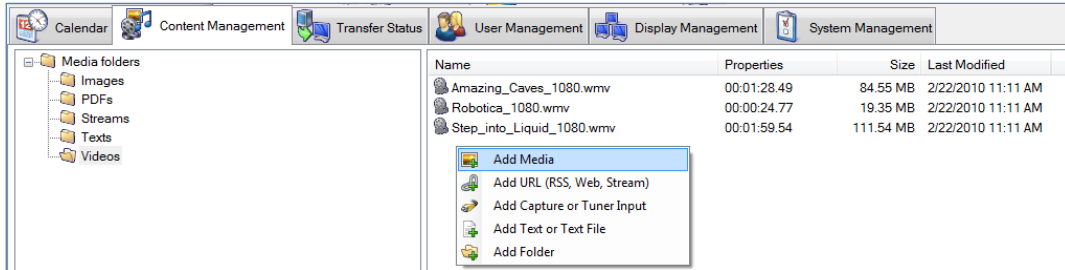 Calendar Content Management Transfer Status User Management Display Management System Management
Media folders
Images
PDFs
Streams
Texts
Videos
Name Properties Size Last Modified
Amazing_Caves_1080.wmv 00:01:28.49 84.55 MB 2/22/2010 11:11 AM
Robotica_1080.wmv 00:00:24.77 19.35 MB 2/22/2010 11:11 AM
Step_into_Liquid_1080.wmv 00:01:59.54 111.54 MB 2/22/2010 11:11 AM
Add Media
Add URL (RSS, Web, Stream)
Add Capture or Tuner Input
Add Text or Text File
Add Folder